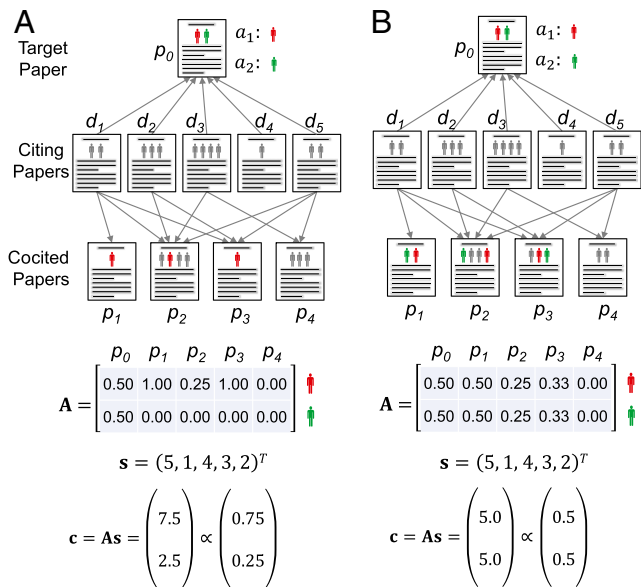 A
Target Paper
p0
a1:
a2:
d1 d2 d3 d4 d5
Citing Papers
Cocited Papers
p1 p2 p3 p4
p0 p1 p2 p3 p4
A = [ 0.50 1.00 0.25 1.00 0.00
0.50 0.00 0.00 0.00 0.00 ]
s = (5, 1, 4, 3, 2)^T
c = As = ( 7.5 2.5 ) ∝ ( 0.75 0.25 )
B
p0
a1:
a2:
d1 d2 d3 d4 d5
p1 p2 p3 p4
p0 p1 p2 p3 p4
A = [ 0.50 0.50 0.25 0.33 0.00
0.50 0.50 0.25 0.33 0.00 ]
s = (5, 1, 4, 3, 2)^T
c = As = ( 5.0 5.0 ) ∝ ( 0.5 0.5 )